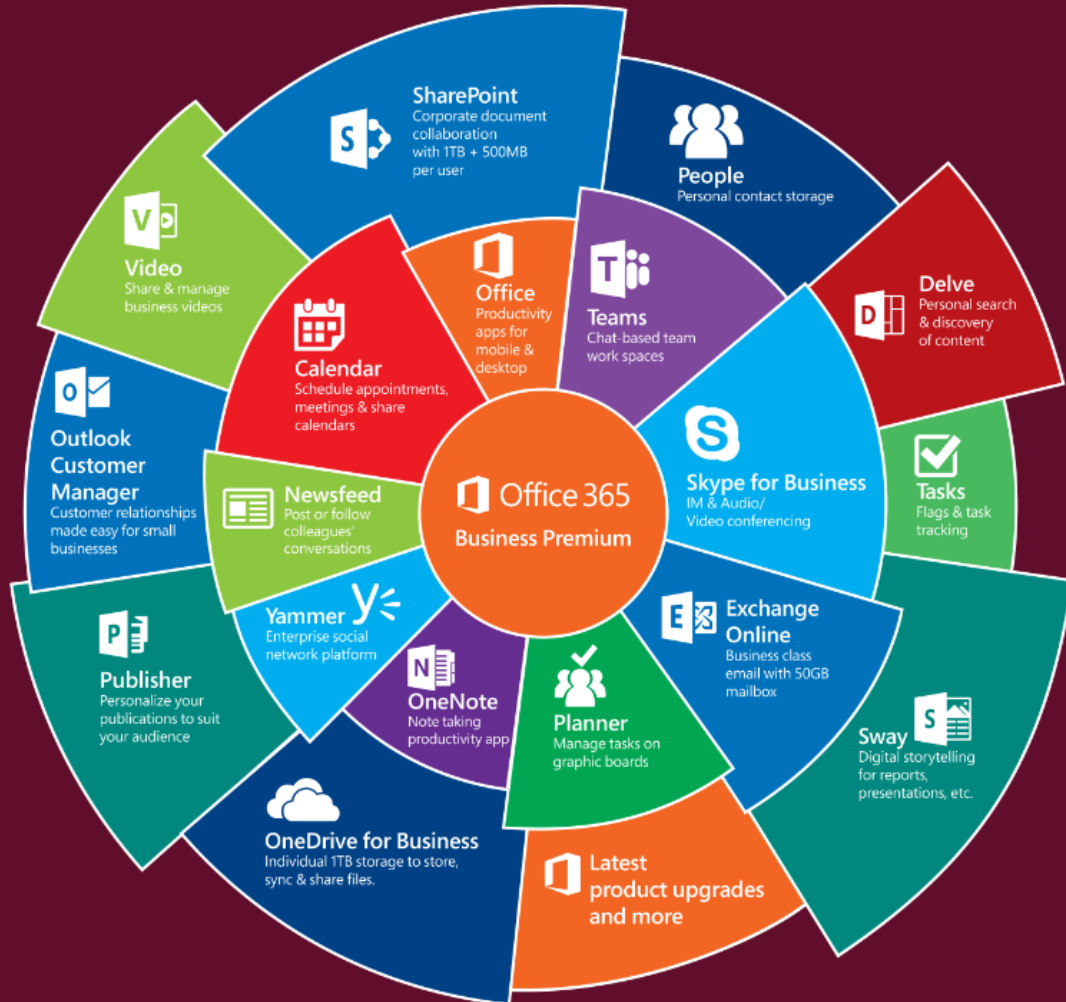 SharePoint
Corporate document
collaboration
with 1TB + 500MB
per user
S
People
Personal contact storage
V
Video
Share & manage
business videos
Delve
Personal search
& discovery
of content
D
Office
Productivity
apps for
mobile &
desktop
T
Teams
Chat-based team
work spaces
Calendar
Schedule appointments,
meetings & share
calendars
O
Outlook
Customer
Manager
Customer relationships
made easy for small
businesses
S
Skype for Business
IM & Audio/
Video conferencing
Tasks
Flags & task
tracking
Newsfeed
Post or follow
colleagues'
conversations
Office 365
Business Premium
Yammer
Enterprise social
network platform
E
Exchange
Online
Business class
email with 50GB
mailbox
P
Publisher
Personalize your
publications to suit
your audience
N
OneNote
Note taking
productivity app
Planner
Manage tasks on
graphic boards
S
Sway
Digital storytelling
for reports,
presentations, etc.
OneDrive for Business
Individual 1TB storage to store,
sync & share files.
Latest
product upgrades
and more